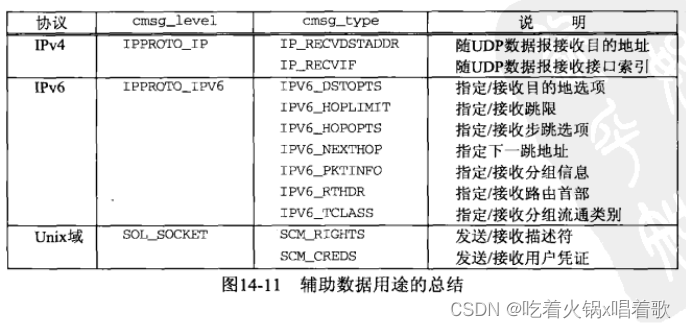 协议 cmsg_level cmsg_type 说 明
IPv4 IPPROTO_IP IP_RECVDSTADDR 随UDP数据报接收目的地址
IP_RECVIF 随UDP数据报接收接口索引
IPv6 IPPROTO_IPV6 IPV6_DSTOPTS 指定/接收目的地选项
IPV6_HOPLIMIT 指定/接收跳限
IPV6_HOPOPTS 指定/接收步跳选项
IPV6_NEXTHOP 指定下一跳地址
IPV6_PKTINFO 指定/接收分组信息
IPV6_RTHDR 指定/接收路由首部
IPV6_TCLASS 指定/接收分组流通类别
Unix域 SOL_SOCKET SCM_RIGHTS 发送/接收描述符
SCM_CREDS 发送/接收用户凭证
图14-11 辅助数据用途的总结
CSDN @吃着火锅x唱着歌